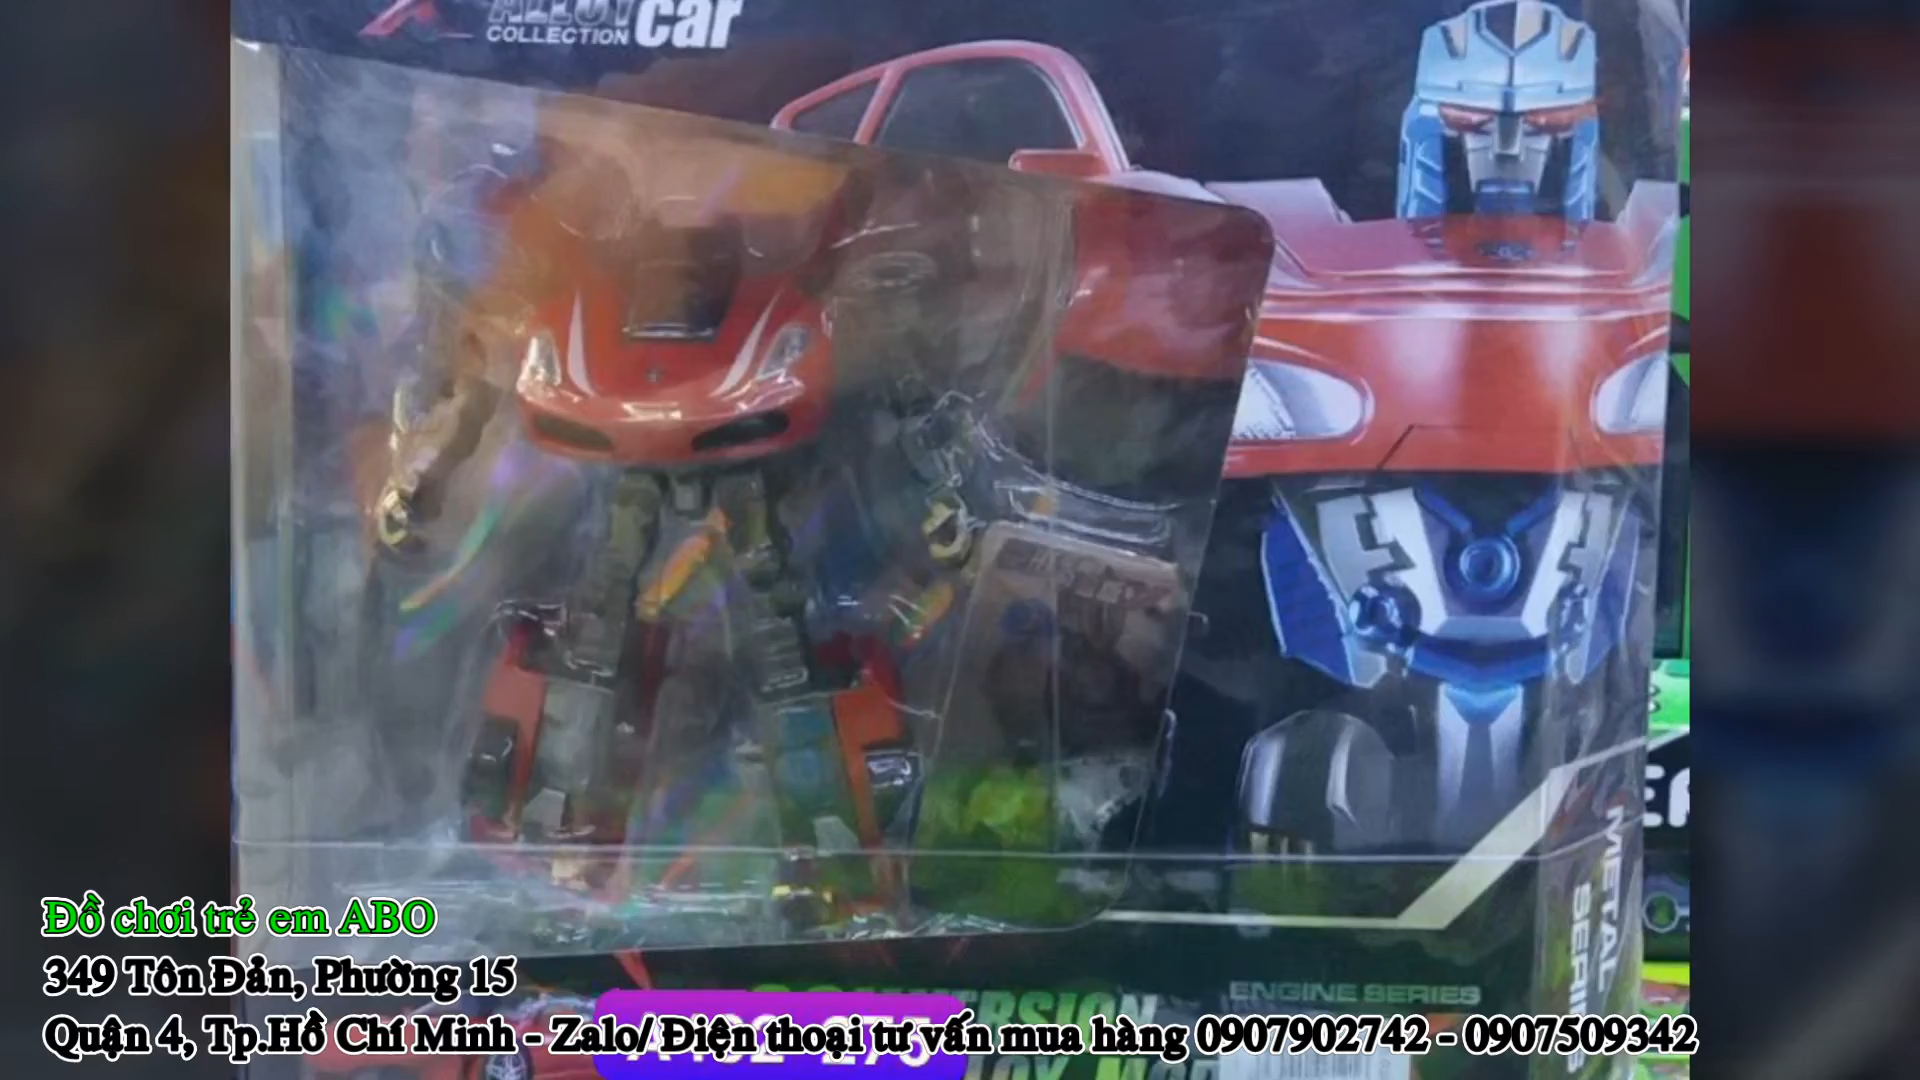 ALLOY car
COLLECTION
METAL
SERIES
ENGINE SERIES
Đồ chơi trẻ em ABO
349 Tôn Đản, Phường 15
Quận 4, Tp.Hồ Chí Minh - Zalo/ Điện thoại tư vấn mua hàng 0907902742 - 0907509342